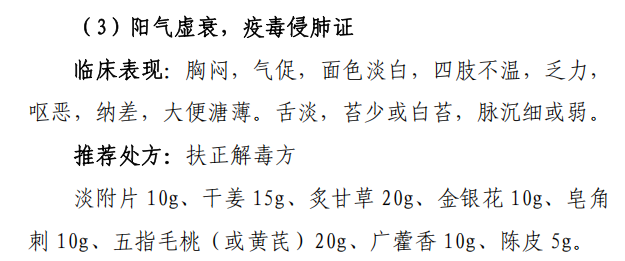 （3）阳气虚衰，疫毒侵肺证
临床表现：胸闷，气促，面色淡白，四肢不温，乏力，
呕恶，纳差，大便溏薄。舌淡，苔少或白苔，脉沉细或弱。
推荐处方：扶正解毒方
淡附片 10g、干姜 15g、炙甘草 20g、金银花 10g、皂角
刺 10g、五指毛桃（或黄芪）20g、广藿香 10g、陈皮 5g。